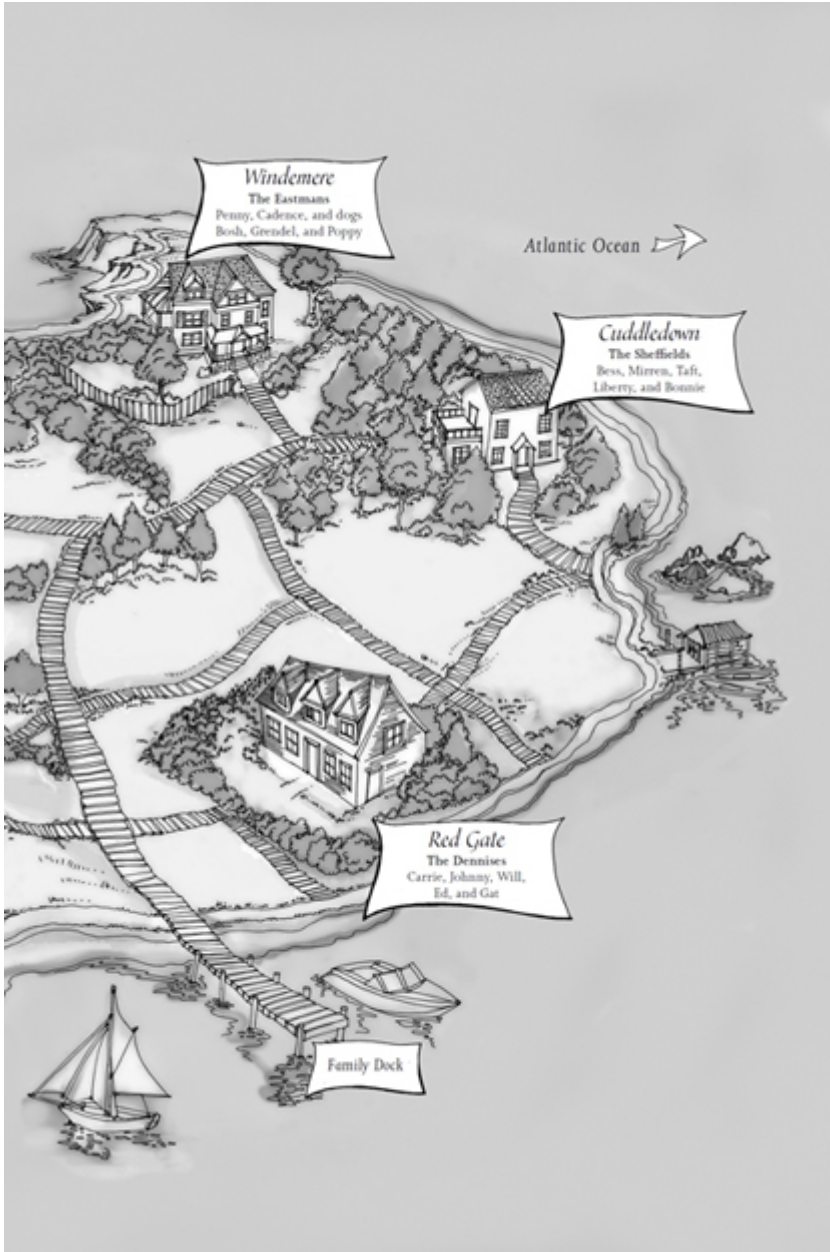 Windemere
The Eastmans
Penny, Cadence, and dogs
Bosh, Grendel, and Poppy
Atlantic Ocean
Cuddledown
The Sheffields
Bess, Mirren, Taft,
Liberty, and Bonnie
Red Gate
The Dennises
Carrie, Johnny, Will,
Ed, and Gat
Family Dock